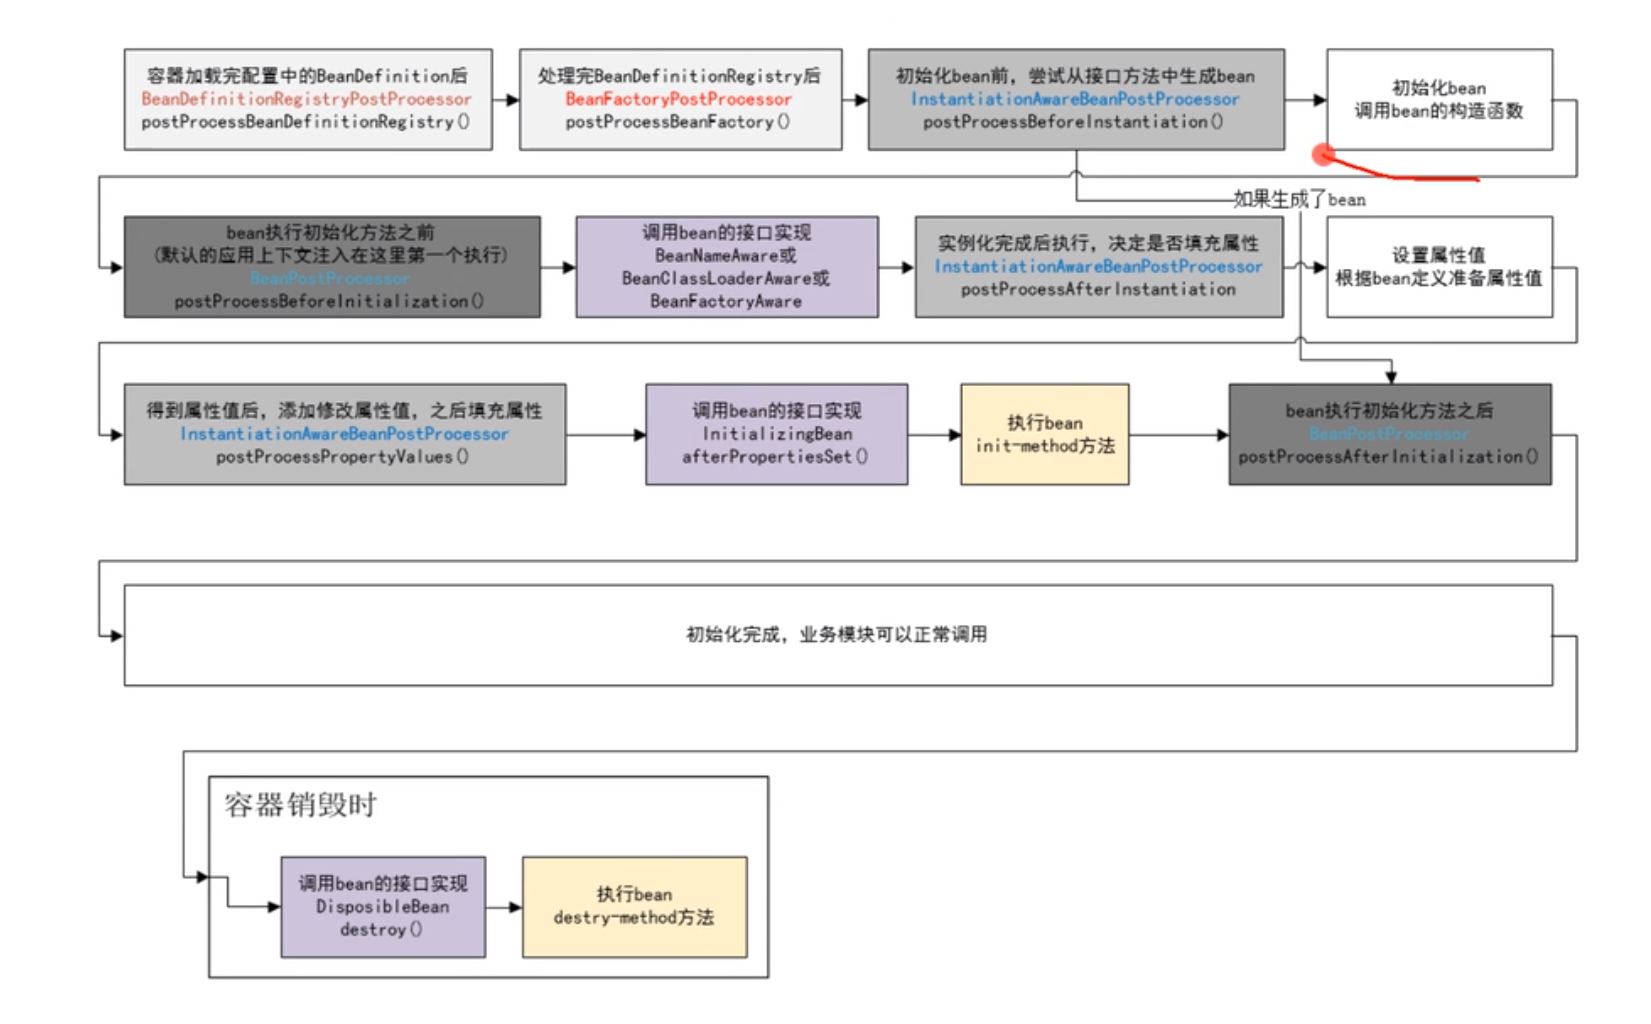 容器加载完配置中的BeanDefinition后
BeanDefinitionRegistryPostProcessor
postProcessBeanDefinitionRegistry()
处理完BeanDefinitionRegistry后
BeanFactoryPostProcessor
postProcessBeanFactory()
初始化bean前，尝试从接口方法中生成bean
InstantiationAwareBeanPostProcessor
postProcessBeforeInstantiation()
初始化bean
调用bean的构造函数
如果生成了bean
bean执行初始化方法之前
(默认的应用上下文注入在这里第一个执行)
BeanPostProcessor
postProcessBeforeInitialization()
调用bean的接口实现
BeanNameAware或
BeanClassLoaderAware或
BeanFactoryAware
实例化完成后执行，决定是否填充属性
InstantiationAwareBeanPostProcessor
postProcessAfterInstantiation
设置属性值
根据bean定义准备属性值
得到属性值后，添加修改属性值，之后填充属性
InstantiationAwareBeanPostProcessor
postProcessPropertyValues()
调用bean的接口实现
InitializingBean
afterPropertiesSet()
执行bean
init-method方法
bean执行初始化方法之后
BeanPostProcessor
postProcessAfterInitialization()
初始化完成，业务模块可以正常调用
容器销毁时
调用bean的接口实现
DisposibleBean
destroy()
执行bean
destry-method方法